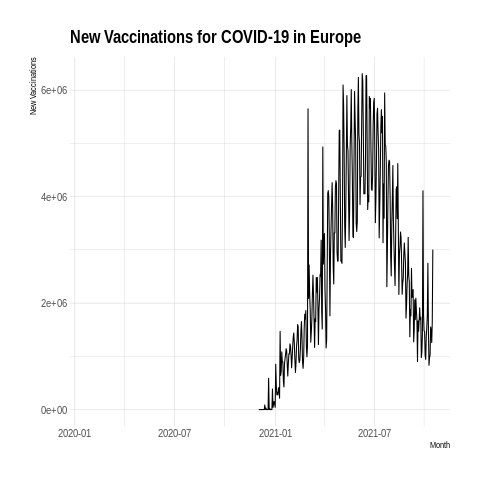 New Vaccinations for COVID-19 in Europe
New Vaccinations
6e+06
4e+06
2e+06
0e+00
2020-01
2020-07
2021-01
2021-07
Month